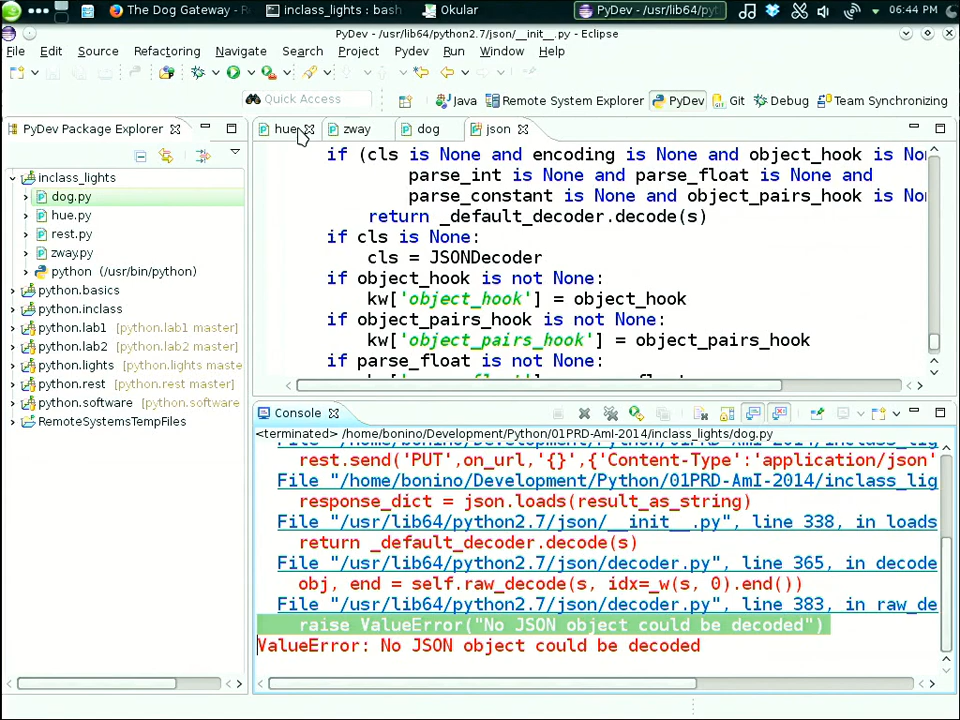 The Dog Gateway - R
inclass_lights : bash
Okular
PyDev - /usr/lib64/pyt
06:44 PM
PyDev - /usr/lib64/python2.7/json/__init__.py - Eclipse
File Edit Source Refactoring Navigate Search Project Pydev Run Window Help
Quick Access
Java Remote System Explorer PyDev Git Debug Team Synchronizing
PyDev Package Explorer
hue zway dog json
inclass_lights
dog.py
hue.py
rest.py
zway.py
python (/usr/bin/python)
python.basics
python.inclass
python.lab1 [python.lab1 master]
python.lab2 [python.lab2 master]
python.lights [python.lights maste
python.rest [python.rest master]
python.software [python.software
RemoteSystemsTempFiles
if (cls is None and encoding is None and object_hook is No
parse_int is None and parse_float is None and
parse_constant is None and object_pairs_hook is No
return _default_decoder.decode(s)
if cls is None:
cls = JSONDecoder
if object_hook is not None:
kw['object_hook'] = object_hook
if object_pairs_hook is not None:
kw['object_pairs_hook'] = object_pairs_hook
if parse_float is not None:
Console
<terminated> /home/bonino/Development/Python/01PRD-AmI-2014/inclass_lights/dog.py
rest.send('PUT',on_url,'{}',{'Content-Type':'application/json'
File "/home/bonino/Development/Python/01PRD-AmI-2014/inclass_lig
response_dict = json.loads(result_as_string)
File "/usr/lib64/python2.7/json/__init__.py", line 338, in loads
return _default_decoder.decode(s)
File "/usr/lib64/python2.7/json/decoder.py", line 365, in decode
obj, end = self.raw_decode(s, idx=_w(s, 0).end())
File "/usr/lib64/python2.7/json/decoder.py", line 383, in raw_de
raise ValueError("No JSON object could be decoded")
ValueError: No JSON object could be decoded